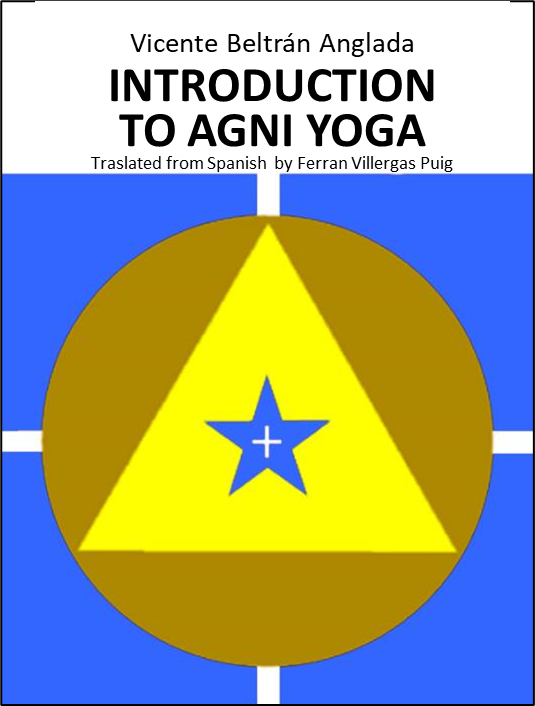 Vicente Beltrán Anglada
INTRODUCTION
TO AGNI YOGA
Traslated from Spanish by Ferran Villergas Puig